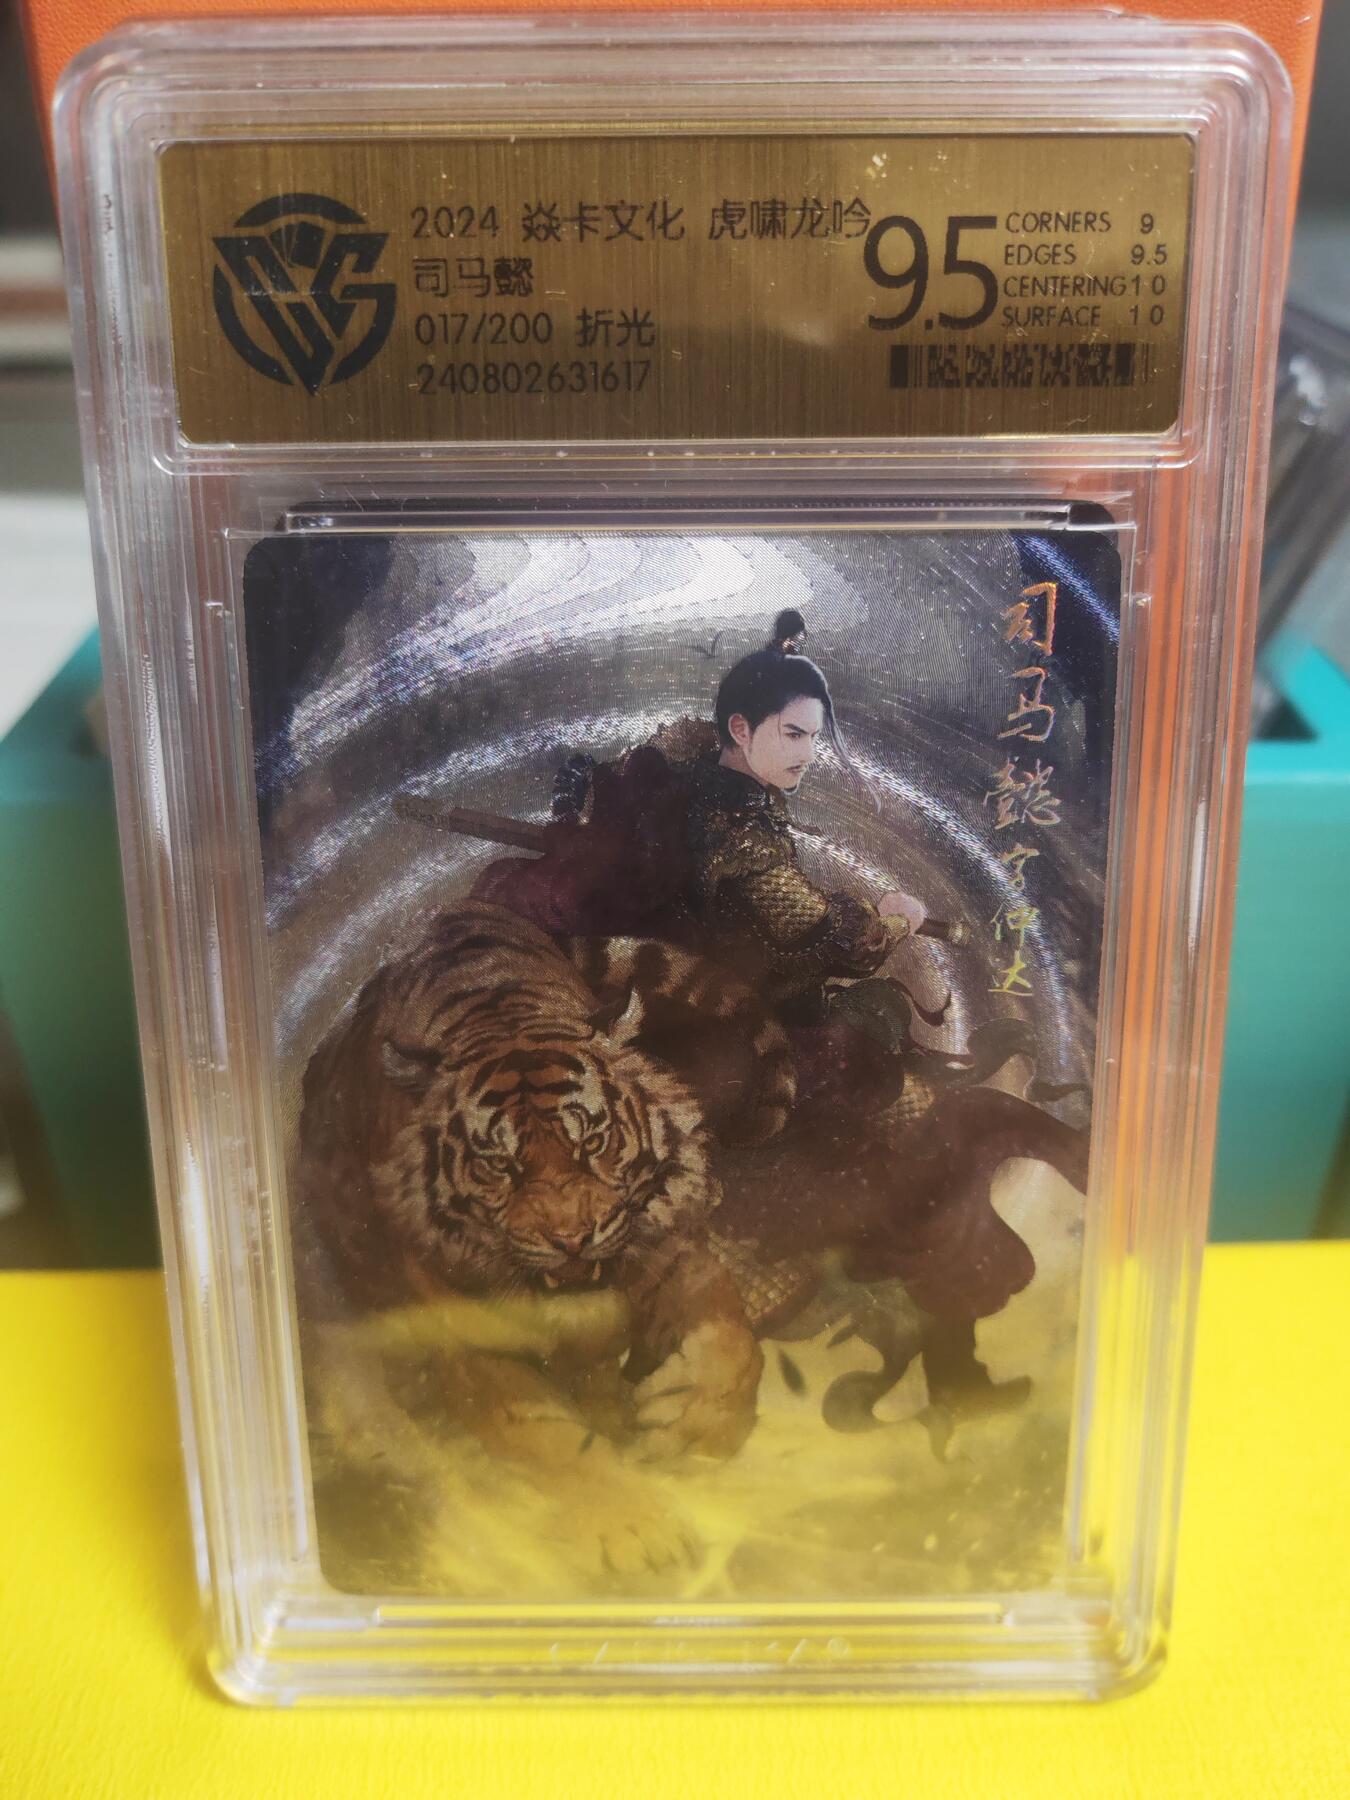 2024 焱卡文化 虎啸龙吟
司马懿
017/200 折光
240802631617
9.5
CORNERS 9
EDGES 9.5
CENTERING 10
SURFACE 10
司马懿字仲达